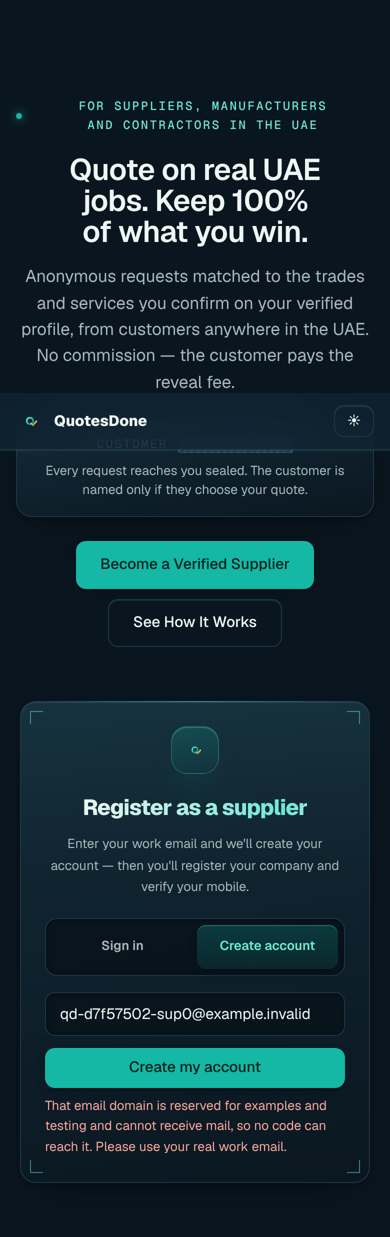 FOR SUPPLIERS, MANUFACTURERS
AND CONTRACTORS IN THE UAE
Quote on real UAE
jobs. Keep 100%
of what you win.
Anonymous requests matched to the trades
and services you confirm on your verified
profile, from customers anywhere in the UAE.
No commission — the customer pays the
reveal fee.
QuotesDone
CUSTOMER
Every request reaches you sealed. The customer is
named only if they choose your quote.
Become a Verified Supplier
See How It Works
Register as a supplier
Enter your work email and we'll create your
account — then you'll register your company and
verify your mobile.
Sign in
Create account
qd-d7f57502-sup0@example.invalid
Create my account
That email domain is reserved for examples and
testing and cannot receive mail, so no code can
reach it. Please use your real work email.